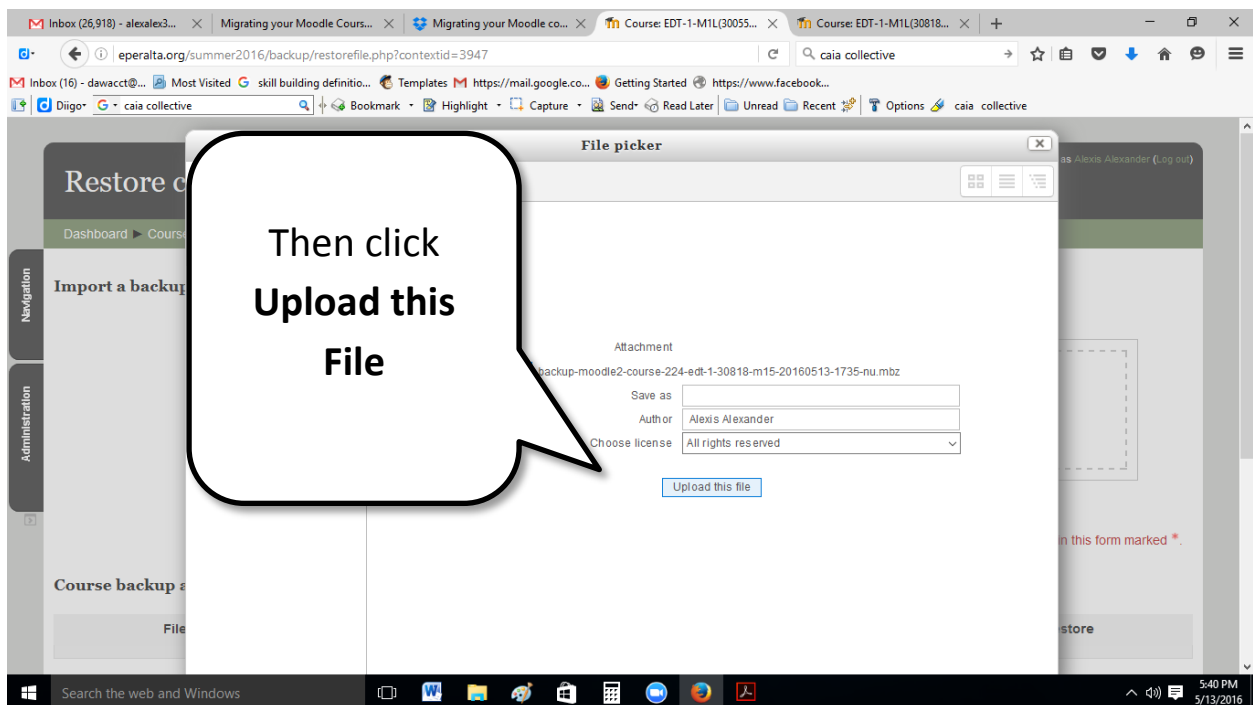 Inbox (26,918) - alexalex3...
Migrating your Moodle Cours...
Migrating your Moodle co...
Course: EDT-1-M1L(30055...
Course: EDT-1-M1L(30818...
eperalta.org/summer2016/backup/restorefile.php?contextid=3947
caia collective
Inbox (16) - dawacct@... Most Visited skill building definitio... Templates https://mail.google.co... Getting Started https://www.facebook...
Diigo caia collective Bookmark Highlight Capture Send Read Later Unread Recent Options caia collective
File picker
as Alexis Alexander (Log out)
Restore c
Dashboard ► Course
Navigation
Import a backup
Then click
Upload this
File
Attachment
backup-moodle2-course-224-edt-1-30818-m15-20160513-1735-nu.mbz
Save as
Author Alexis Alexander
Choose license All rights reserved
Administration
Upload this file
in this form marked *.
Course backup a
File
store
Search the web and Windows
5:40 PM
5/13/2016